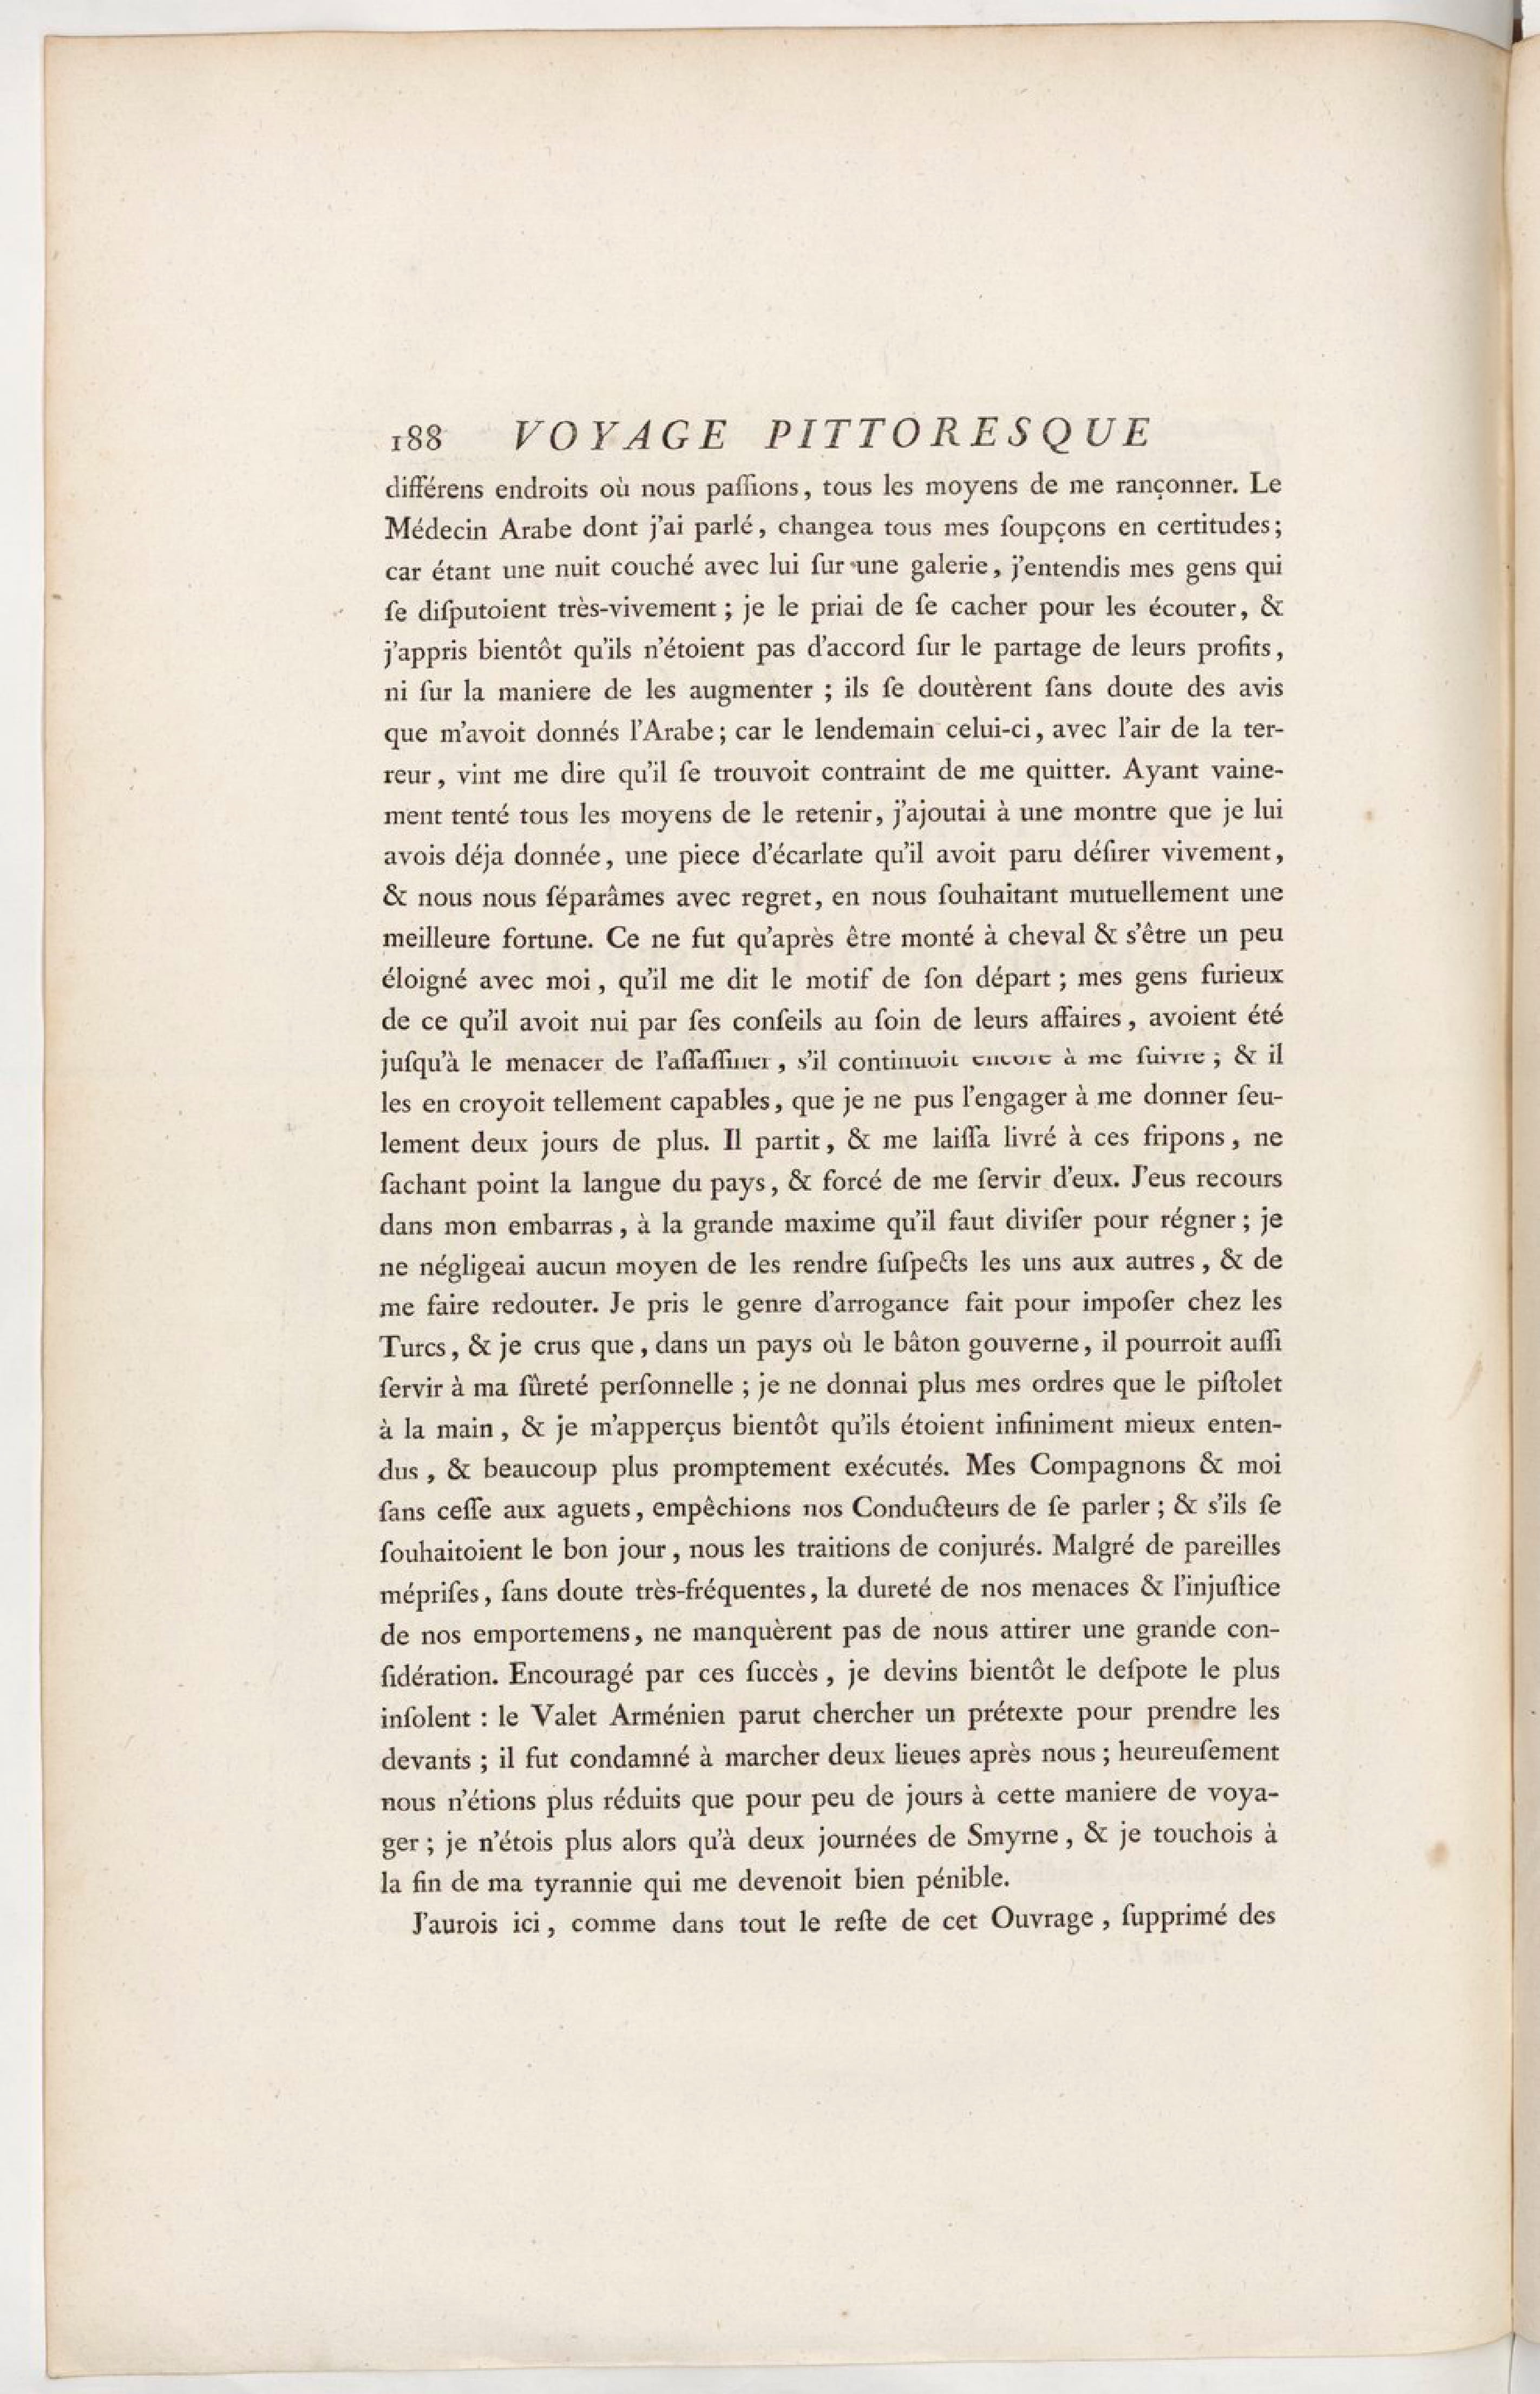 188 VOYAGE PITTORESQUE
différens endroits où nous paſſions, tous les moyens de me rançonner. Le
Médecin Arabe dont j'ai parlé, changea tous mes ſoupçons en certitudes;
car étant une nuit couché avec lui ſur une galerie, j'entendis mes gens qui
ſe diſputoient très-vivement ; je le priai de ſe cacher pour les écouter, &
j'appris bientôt qu'ils n'étoient pas d'accord ſur le partage de leurs profits,
ni ſur la maniere de les augmenter ; ils ſe doutèrent ſans doute des avis
que m'avoit donnés l'Arabe; car le lendemain celui-ci, avec l'air de la ter-
reur, vint me dire qu'il ſe trouvoit contraint de me quitter. Ayant vaine-
ment tenté tous les moyens de le retenir, j'ajoutai à une montre que je lui
avois déja donnée, une piece d'écarlate qu'il avoit paru déſirer vivement,
& nous nous ſéparâmes avec regret, en nous ſouhaitant mutuellement une
meilleure fortune. Ce ne fut qu'après être monté à cheval & s'être un peu
éloigné avec moi, qu'il me dit le motif de ſon départ ; mes gens furieux
de ce qu'il avoit nui par ſes conſeils au ſoin de leurs affaires, avoient été
juſqu'à le menacer de l'aſſaſſiner, s'il continuoit encore à me ſuivre ; & il
les en croyoit tellement capables, que je ne pus l'engager à me donner ſeu-
lement deux jours de plus. Il partit, & me laiſſa livré à ces fripons, ne
ſachant point la langue du pays, & forcé de me ſervir d'eux. J'eus recours
dans mon embarras, à la grande maxime qu'il faut diviſer pour régner ; je
ne négligeai aucun moyen de les rendre ſuſpects les uns aux autres, & de
me faire redouter. Je pris le genre d'arrogance fait pour impoſer chez les
Turcs, & je crus que, dans un pays où le bâton gouverne, il pourroit auſſi
ſervir à ma ſûreté perſonnelle ; je ne donnai plus mes ordres que le piſtolet
à la main, & je m'apperçus bientôt qu'ils étoient infiniment mieux enten-
dus, & beaucoup plus promptement exécutés. Mes Compagnons & moi
ſans ceſſe aux aguets, empêchions nos Conducteurs de ſe parler ; & s'ils ſe
ſouhaitoient le bon jour, nous les traitions de conjurés. Malgré de pareilles
mépriſes, ſans doute très-fréquentes, la dureté de nos menaces & l'injuſtice
de nos emportemens, ne manquèrent pas de nous attirer une grande con-
ſidération. Encouragé par ces ſuccès, je devins bientôt le deſpote le plus
inſolent : le Valet Arménien parut chercher un prétexte pour prendre les
devants ; il fut condamné à marcher deux lieues après nous ; heureuſement
nous n'étions plus réduits que pour peu de jours à cette maniere de voya-
ger ; je n'étois plus alors qu'à deux journées de Smyrne, & je touchois à
la fin de ma tyrannie qui me devenoit bien pénible.
J'aurois ici, comme dans tout le reſte de cet Ouvrage, ſupprimé des